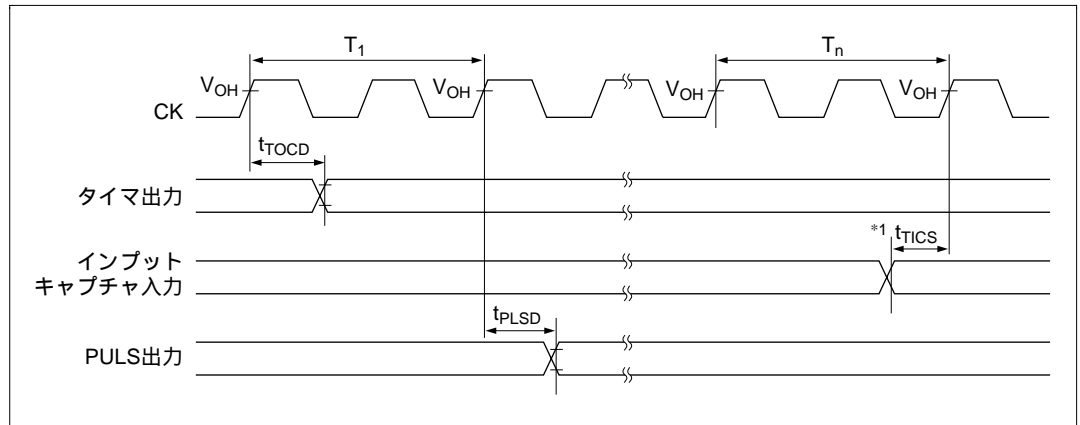 T1
Tn
VOH
VOH
VOH
VOH
CK
tTOCD
タイマ出力
*1 tTICS
インプット
キャプチャ入力
tPLSD
PULS出力